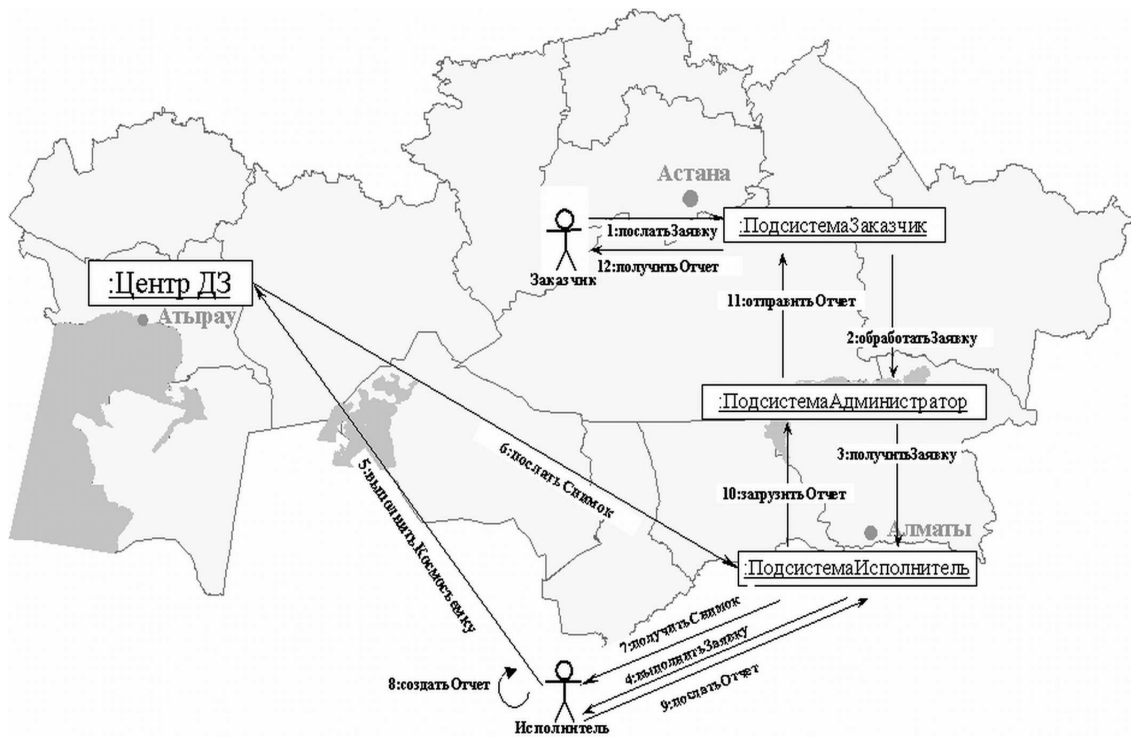 Астана
1:послатьЗаявку
:ПодсистемаЗаказчик
12:получитьОтчет
Заказчик
:Центр ДЗ
Атырау
11:отправитьОтчет
2:обработатьЗаявку
:ПодсистемаАдминистратор
3:получитьЗаявку
6:послатьСнимок
10:загрузитьОтчет
5:выполнитьКосмосъемку
Алматы
:ПодсистемаИсполнитель
7:получитьСнимок
4:выполнитьЗаявку
9:послатьОтчет
8:создатьОтчет
Исполнитель